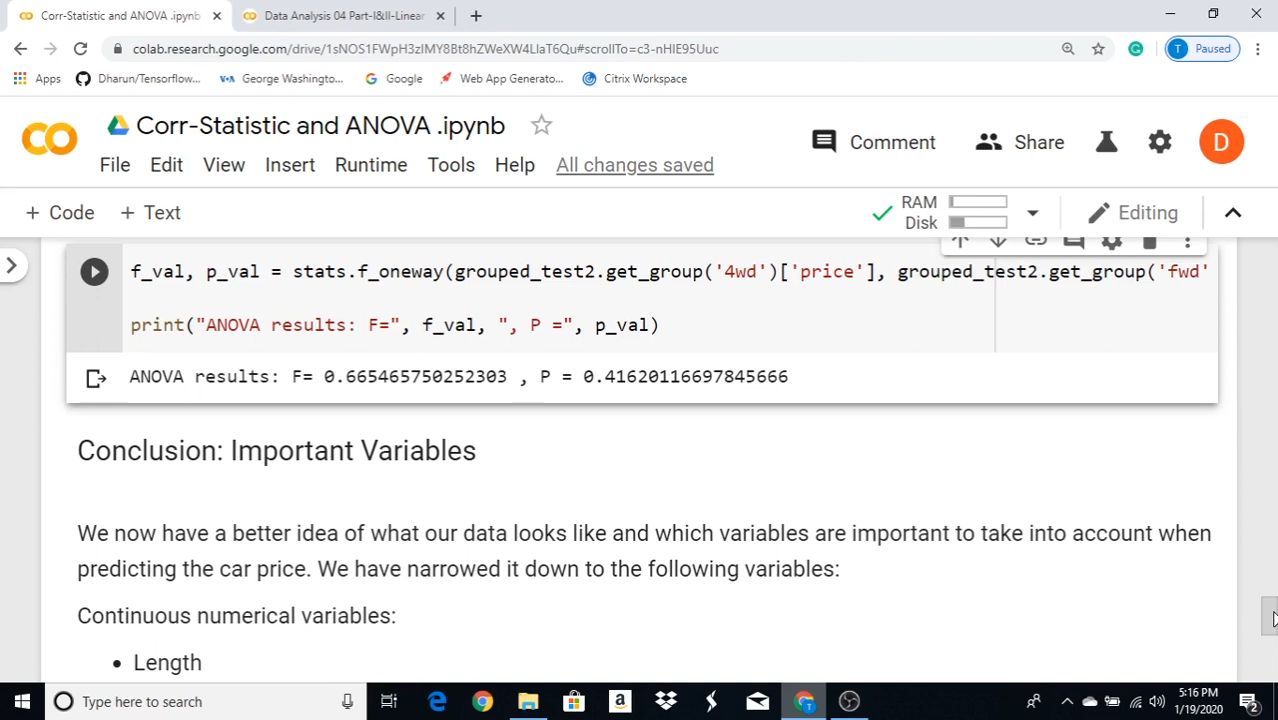 Corr-Statistic and ANOVA .ipynb
Data Analysis 04 Part-I&II-Linear
colab.research.google.com/drive/1sNOS1FWpH3zIMY8Bt8hZWeXW4LlaT6Qu#scrollTo=c3-nHIE95Uuc
Paused
Apps
Dharun/Tensorflow...
George Washingto...
Google
Web App Generato...
Citrix Workspace
Corr-Statistic and ANOVA .ipynb
Comment
Share
D
File Edit View Insert Runtime Tools Help All changes saved
+ Code + Text
RAM
Disk
Editing
f_val, p_val = stats.f_oneway(grouped_test2.get_group('4wd')['price'], grouped_test2.get_group('fwd'
print("ANOVA results: F=", f_val, ", P =", p_val)
ANOVA results: F= 0.665465750252303 , P = 0.41620116697845666
Conclusion: Important Variables
We now have a better idea of what our data looks like and which variables are important to take into account when
predicting the car price. We have narrowed it down to the following variables:
Continuous numerical variables:
• Length
Type here to search
5:16 PM
1/19/2020
2